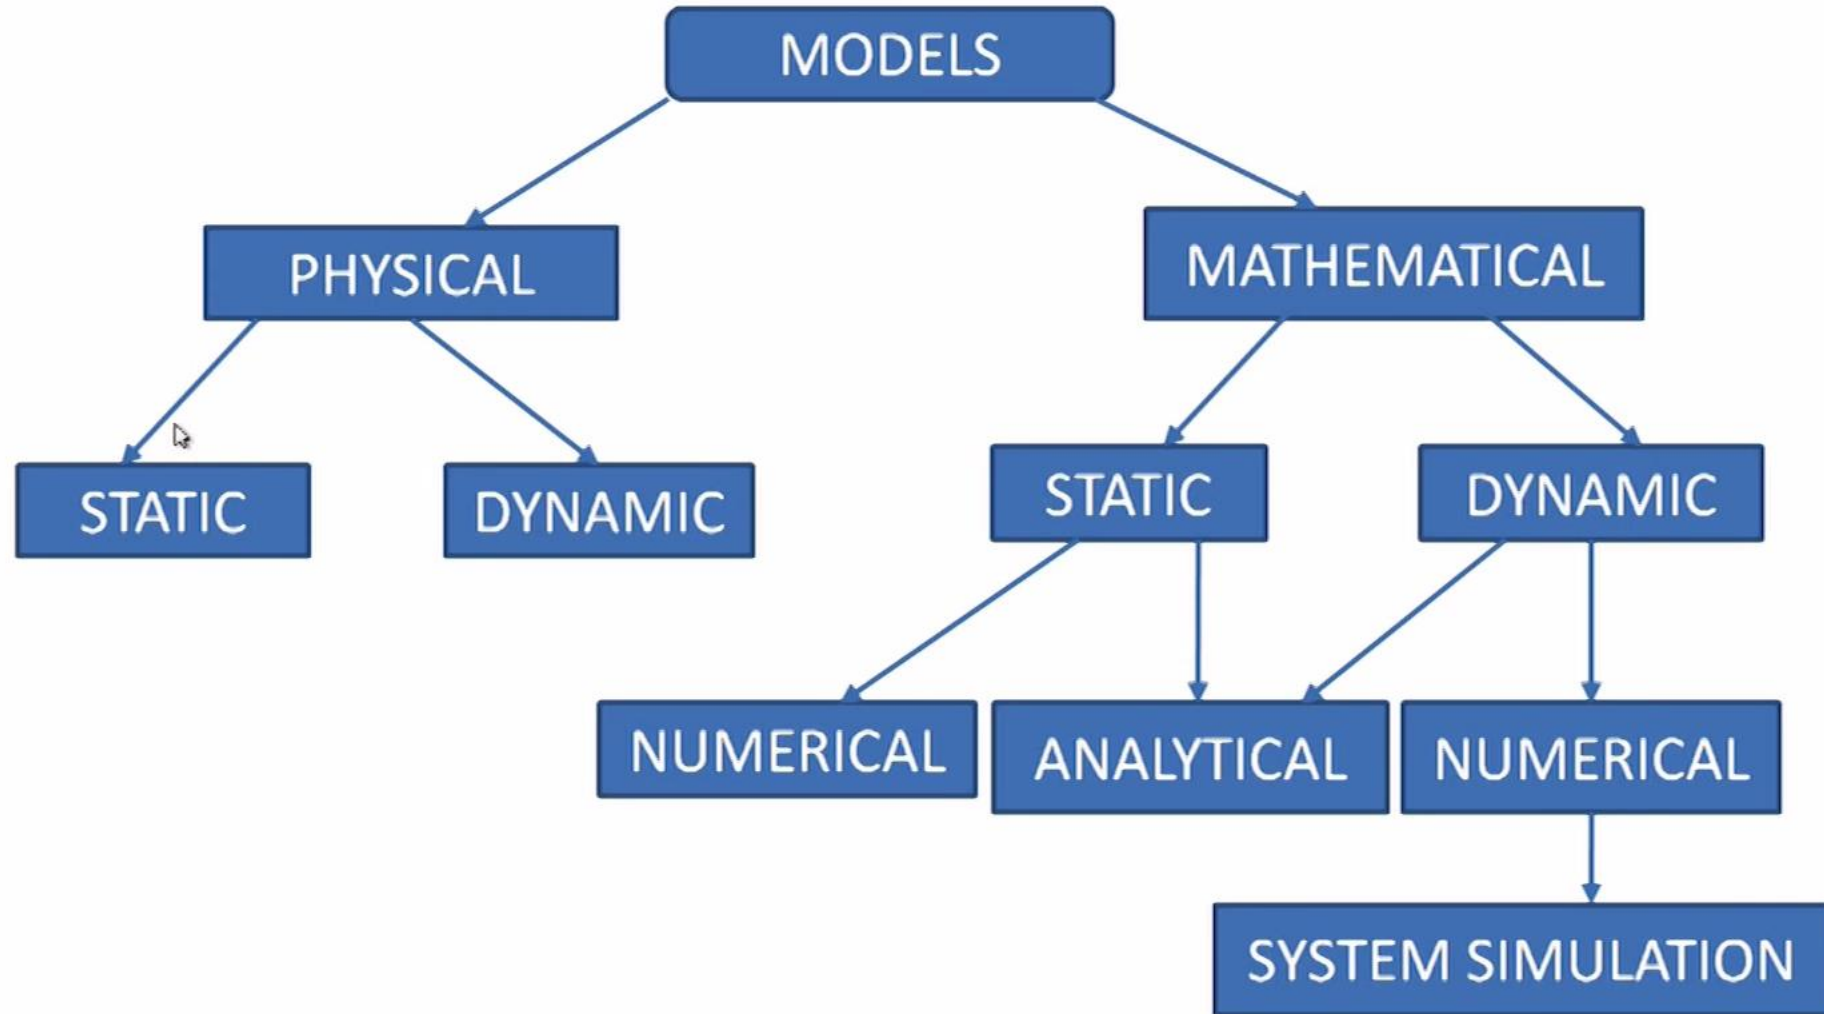 MODELS
PHYSICAL
MATHEMATICAL
STATIC
DYNAMIC
STATIC
DYNAMIC
NUMERICAL
ANALYTICAL
NUMERICAL
SYSTEM SIMULATION